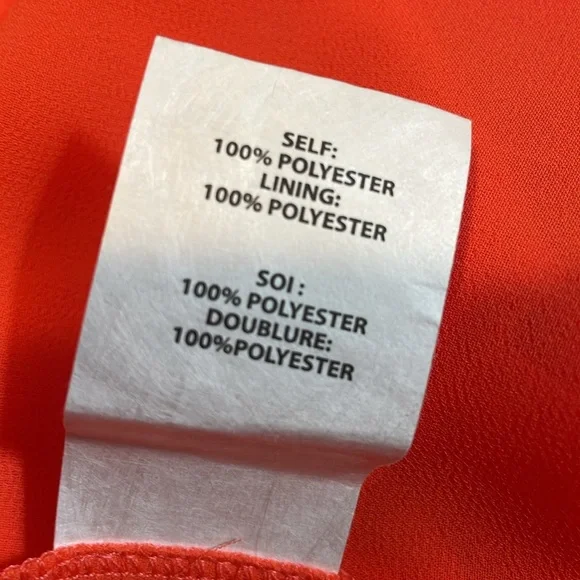 SELF:
100% POLYESTER
LINING:
100% POLYESTER
SOI :
100% POLYESTER
DOUBLURE:
100%POLYESTER